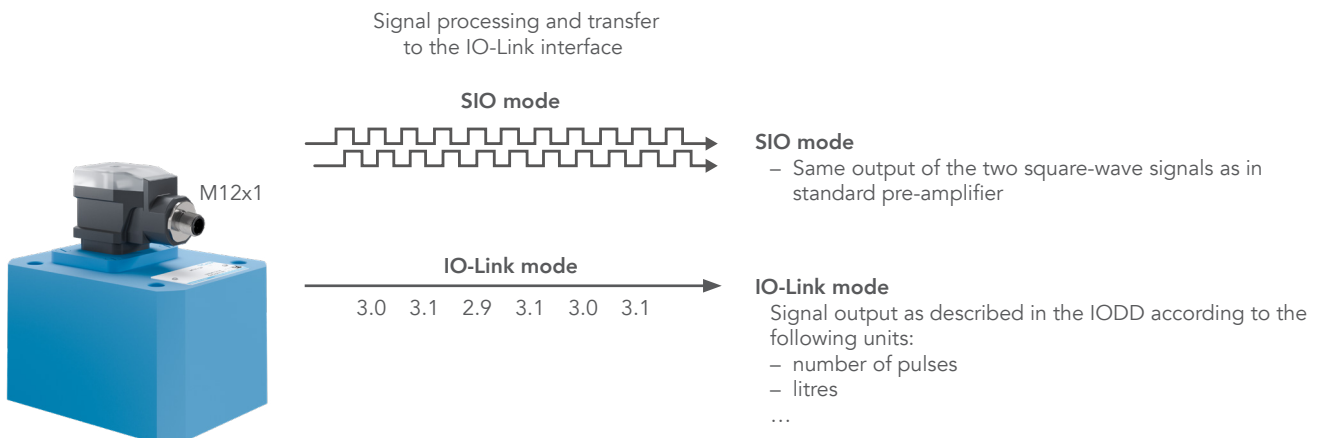 Signal processing and transfer
to the IO-Link interface
SIO mode
M12x1
SIO mode
– Same output of the two square-wave signals as in
standard pre-amplifier
IO-Link mode
3.0 3.1 2.9 3.1 3.0 3.1
IO-Link mode
Signal output as described in the IODD according to the
following units:
– number of pulses
– litres
…